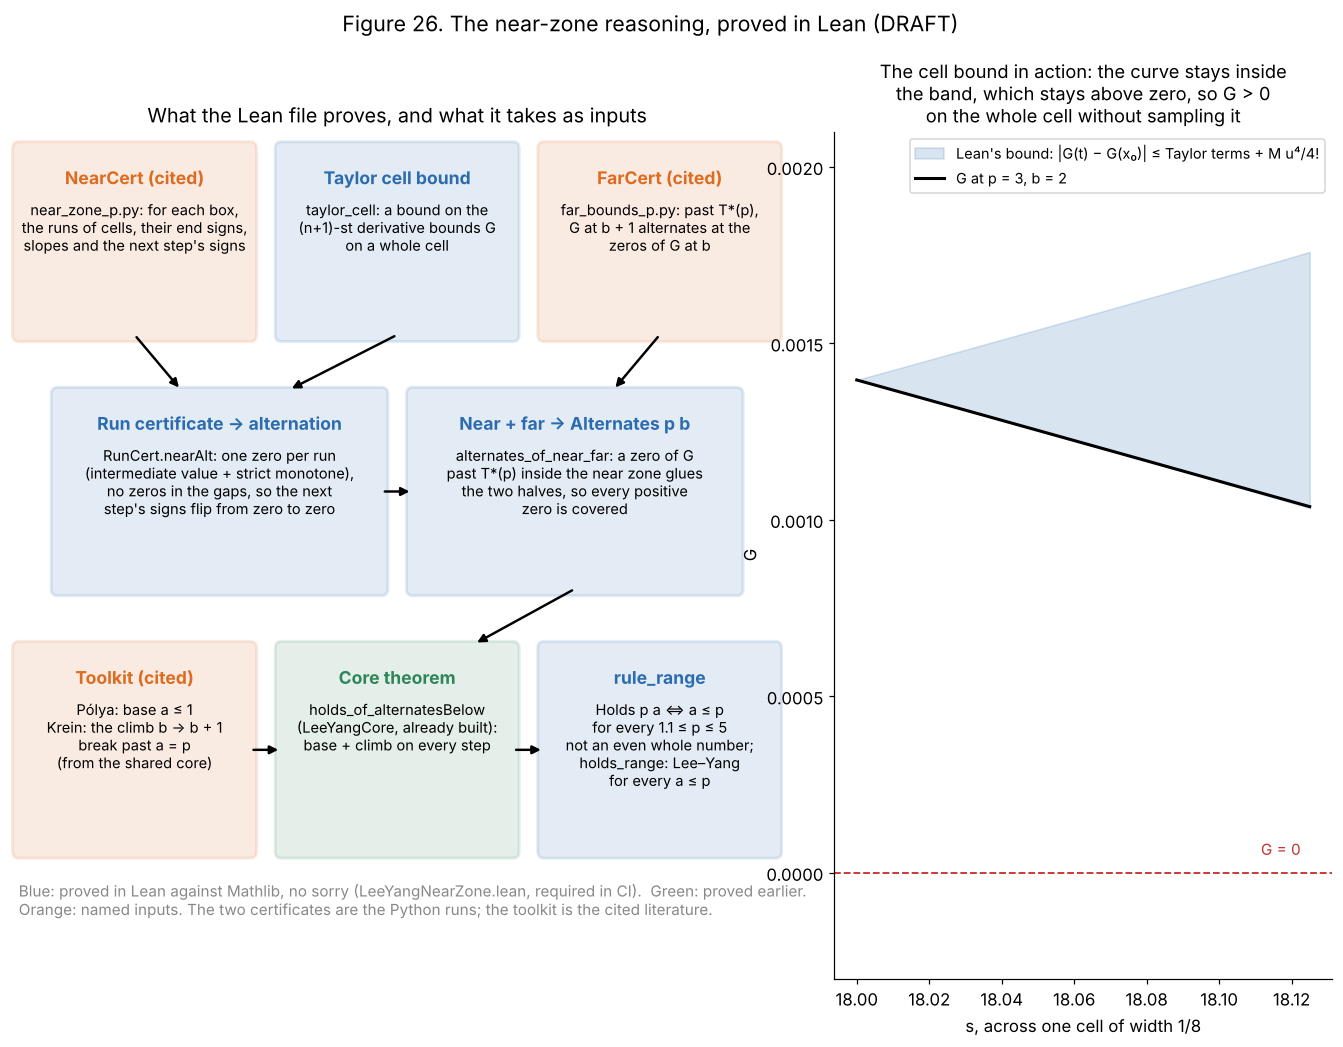 Figure 26. The near-zone reasoning, proved in Lean (DRAFT)
What the Lean file proves, and what it takes as inputs
NearCert (cited)
near_zone_p.py: for each box,
the runs of cells, their end signs,
slopes and the next step's signs
Taylor cell bound
taylor_cell: a bound on the
(n+1)-st derivative bounds G
on a whole cell
FarCert (cited)
far_bounds_p.py: past T*(p),
G at b + 1 alternates at the
zeros of G at b
Run certificate → alternation
RunCert.nearAlt: one zero per run
(intermediate value + strict monotone),
no zeros in the gaps, so the next
step's signs flip from zero to zero
Near + far → Alternates p b
alternates_of_near_far: a zero of G
past T*(p) inside the near zone glues
the two halves, so every positive
zero is covered
Toolkit (cited)
Pólya: base a ≤ 1
Krein: the climb b → b + 1
break past a = p
(from the shared core)
Core theorem
holds_of_alternatesBelow
(LeeYangCore, already built):
base + climb on every step
rule_range
Holds p a ⇔ a ≤ p
for every 1.1 ≤ p ≤ 5
not an even whole number;
holds_range: Lee–Yang
for every a ≤ p
Blue: proved in Lean against Mathlib, no sorry (LeeYangNearZone.lean, required in CI).  Green: proved earlier.
Orange: named inputs. The two certificates are the Python runs; the toolkit is the cited literature.
The cell bound in action: the curve stays inside
the band, which stays above zero, so G > 0
on the whole cell without sampling it
Lean's bound: |G(t) − G(x₀)| ≤ Taylor terms + M u⁴/4!
G at p = 3, b = 2
0.0020
0.0015
0.0010
0.0005
0.0000
G
G = 0
18.00
18.02
18.04
18.06
18.08
18.10
18.12
s, across one cell of width 1/8